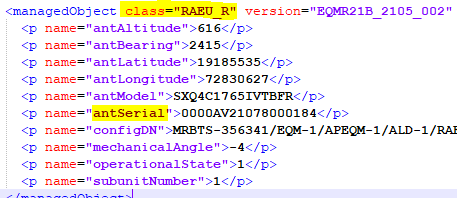 <managedObject class="RAEU_R" version="EQMR21B_2105_002"
<p name="antAltitude">616</p>
<p name="antBearing">2415</p>
<p name="antLatitude">19185535</p>
<p name="antLongitude">72830627</p>
<p name="antModel">SXQ4C1765IVTBFR</p>
<p name="antSerial">0000AV21078000184</p>
<p name="configDN">MRBTS-356341/EQM-1/APEQM-1/ALD-1/RAE
<p name="mechanicalAngle">-4</p>
<p name="operationalState">1</p>
<p name="subunitNumber">1</p>
</managedObject>